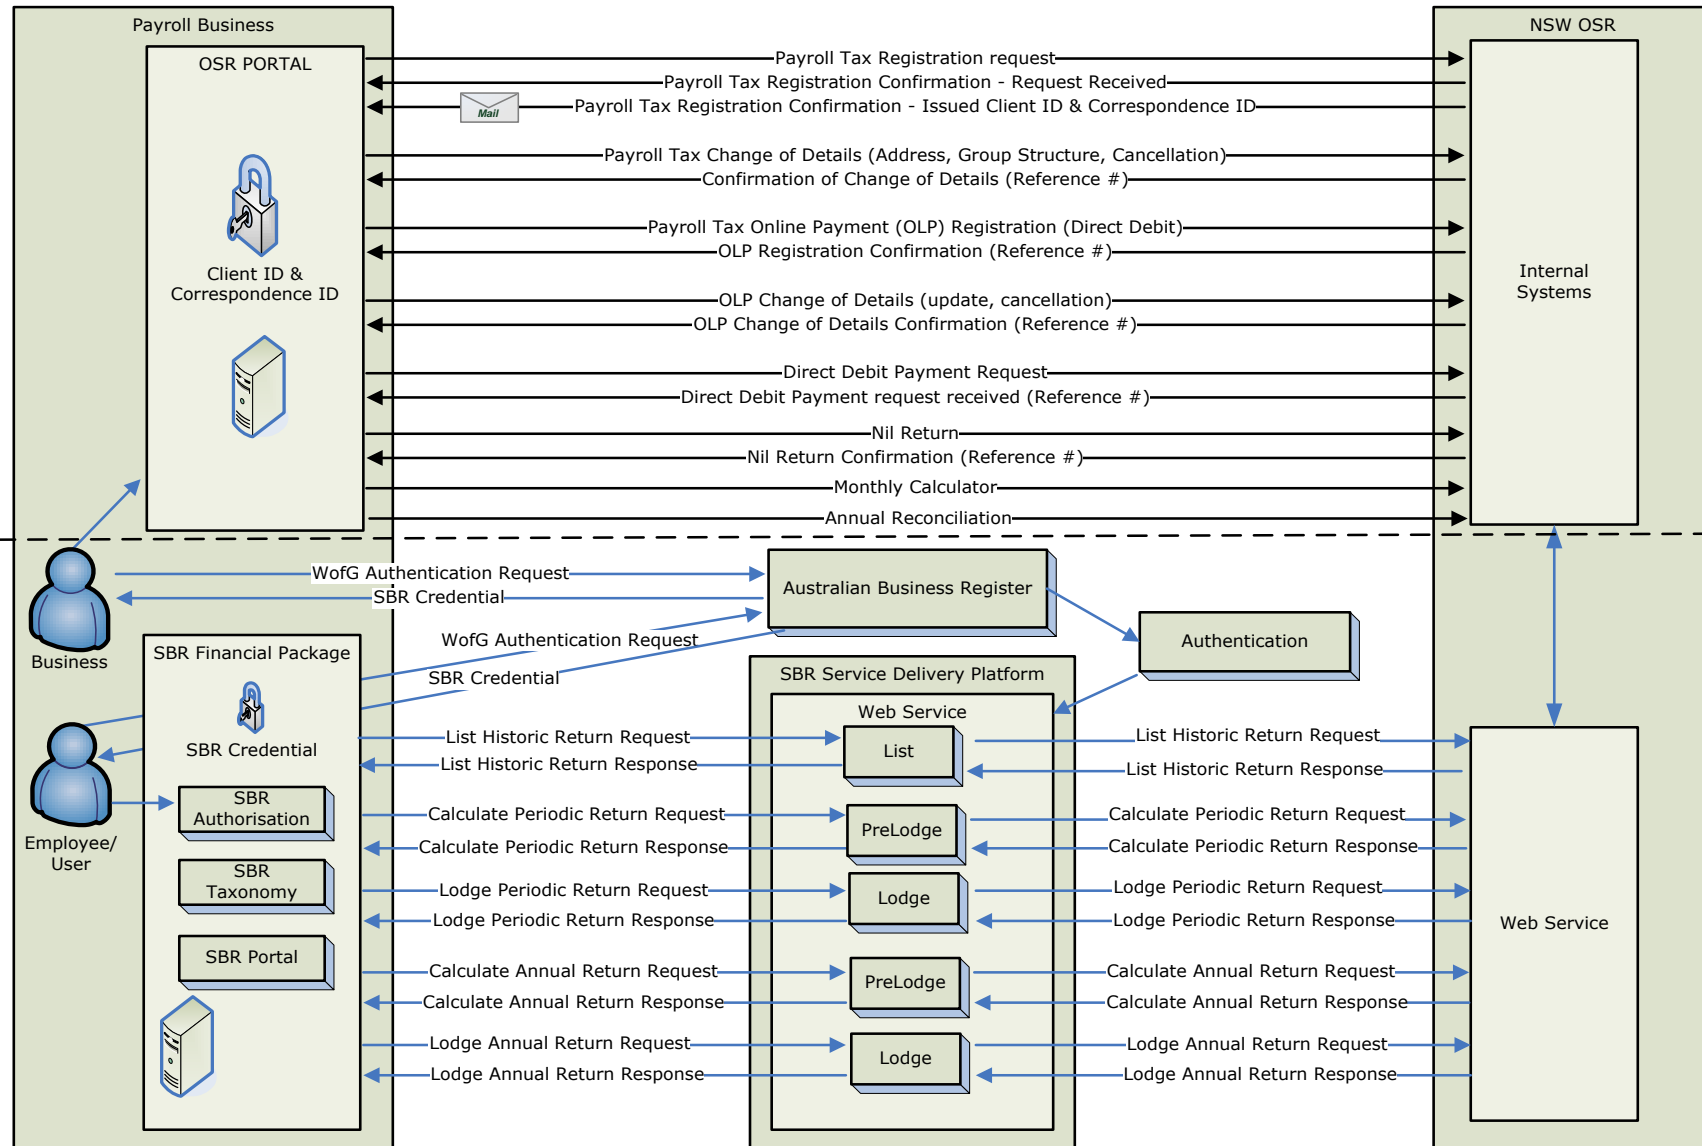 Payroll Business
NSW OSR
OSR PORTAL
Payroll Tax Registration request
Payroll Tax Registration Confirmation - Request Received
Mail
Payroll Tax Registration Confirmation - Issued Client ID & Correspondence ID
Payroll Tax Change of Details (Address, Group Structure, Cancellation)
Confirmation of Change of Details (Reference #)
Payroll Tax Online Payment (OLP) Registration (Direct Debit)
OLP Registration Confirmation (Reference #)
Client ID &
Correspondence ID
Internal
Systems
OLP Change of Details (update, cancellation)
OLP Change of Details Confirmation (Reference #)
Direct Debit Payment Request
Direct Debit Payment request received (Reference #)
Nil Return
Nil Return Confirmation (Reference #)
Monthly Calculator
Annual Reconciliation
WofG Authentication Request
SBR Credential
Australian Business Register
Business
WofG Authentication Request
SBR Credential
Authentication
SBR Financial Package
SBR Credential
SBR Service Delivery Platform
Web Service
List Historic Return Request
List Historic Return Response
List
List Historic Return Request
List Historic Return Response
Employee/
User
SBR
Authorisation
Calculate Periodic Return Request
Calculate Periodic Return Response
PreLodge
Calculate Periodic Return Request
Calculate Periodic Return Response
SBR
Taxonomy
Lodge Periodic Return Request
Lodge Periodic Return Response
Lodge
Lodge Periodic Return Request
Lodge Periodic Return Response
Web Service
SBR Portal
Calculate Annual Return Request
Calculate Annual Return Response
PreLodge
Calculate Annual Return Request
Calculate Annual Return Response
Lodge Annual Return Request
Lodge Annual Return Response
Lodge
Lodge Annual Return Request
Lodge Annual Return Response